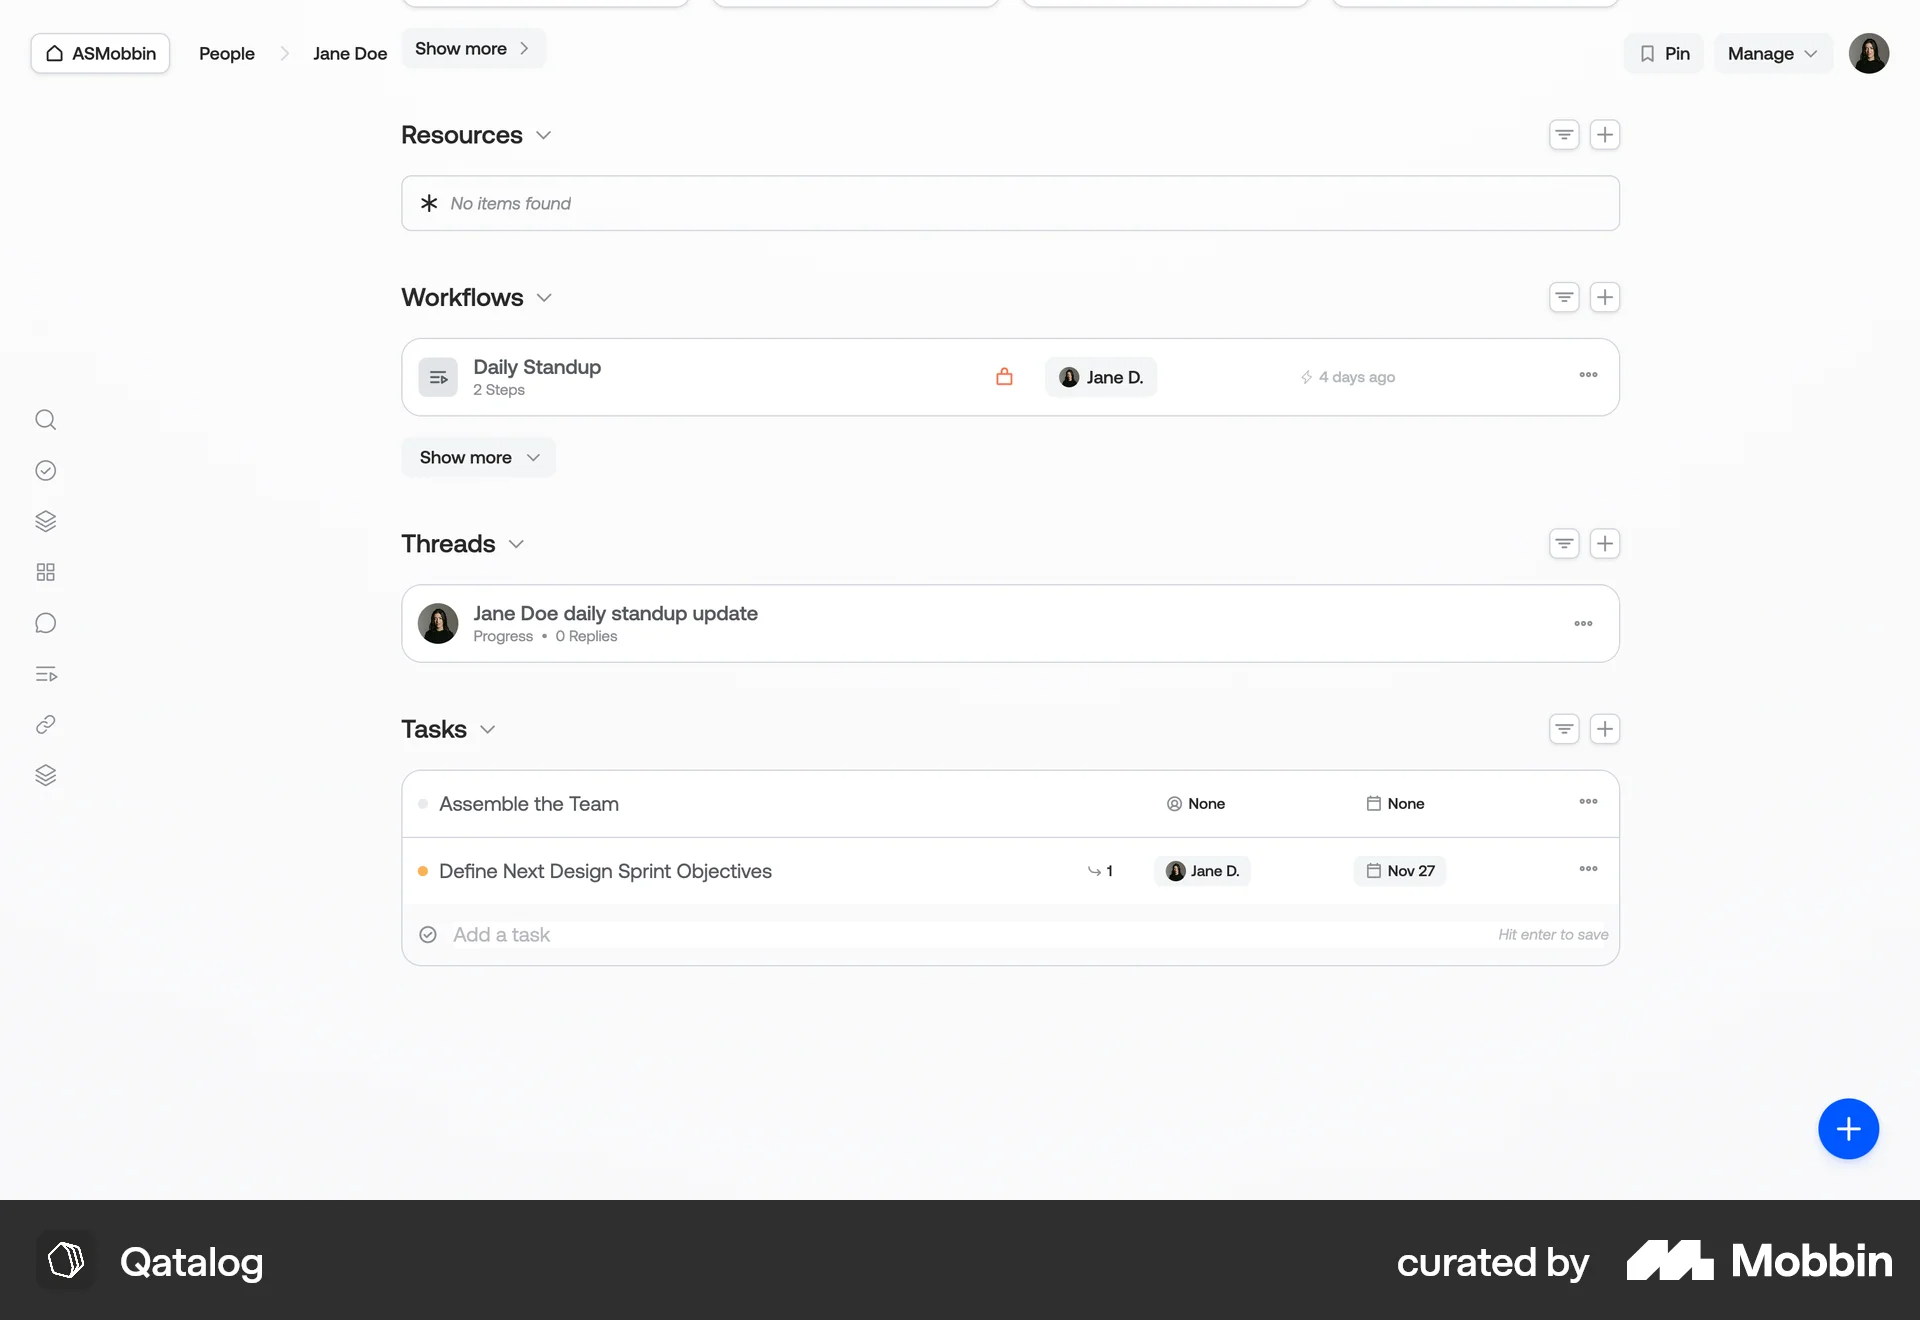 ASMobbin
People
Jane Doe
Show more
Pin
Manage
Resources
No items found
Workflows
Daily Standup
2 Steps
Jane D.
4 days ago
Show more
Threads
Jane Doe daily standup update
Progress • 0 Replies
Tasks
Assemble the Team
None
None
Define Next Design Sprint Objectives
1
Jane D.
Nov 27
Add a task
Hit enter to save
Qatalog
curated by
Mobbin